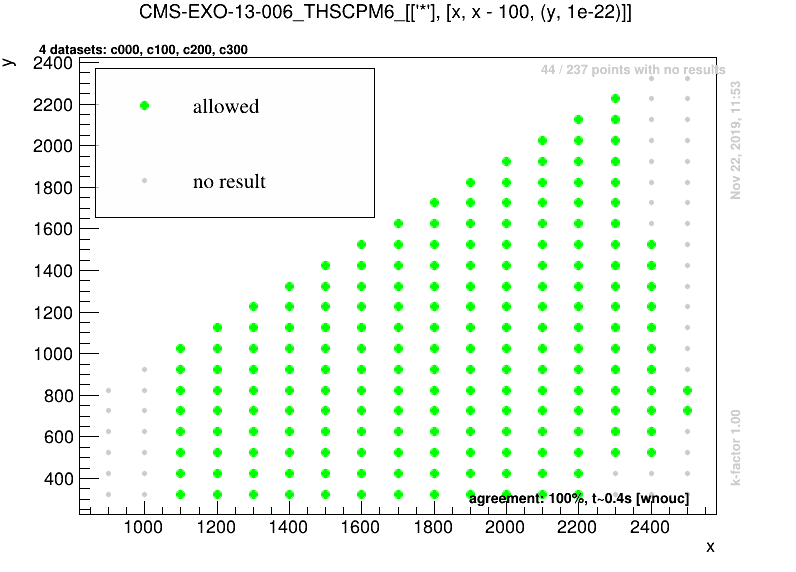 CMS-EXO-13-006_THSCPM6_[['*'], [x, x - 100, (y, 1e-22)]]
4 datasets: c000, c100, c200, c300
y
44 / 237 points with no results
allowed
no result
2400
2200
2000
1800
1600
1400
1200
1000
800
600
400
Nov 22, 2019, 11:53
k-factor 1.00
agreement: 100%, t~0.4s [wnouc]
1000 1200 1400 1600 1800 2000 2200 2400
x